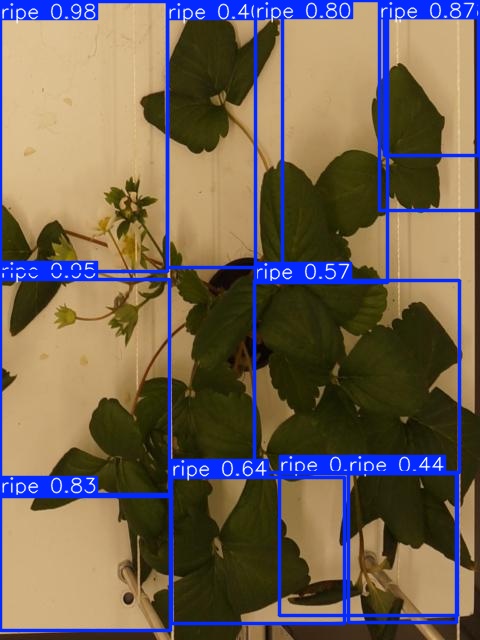 ripe 0.98
ripe 0.4
ripe 0.80
ripe 0.87
ripe 0.95
ripe 0.57
ripe 0.83
ripe 0.64
ripe 0.
ripe 0.44